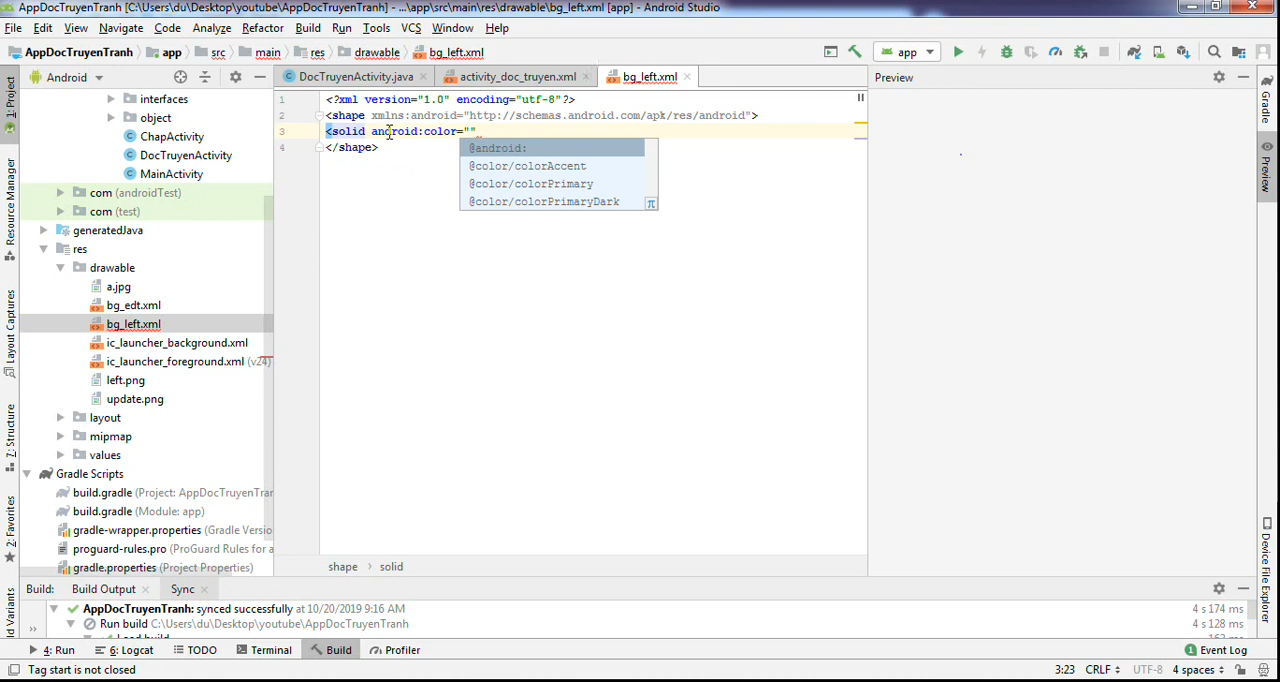 AppDocTruyenTranh [C:\Users\du\Desktop\youtube\AppDocTruyenTranh] - ...\app\src\main\res\drawable\bg_left.xml [app] - Android Studio
File Edit View Navigate Code Analyze Refactor Build Run Tools VCS Window Help
AppDocTruyenTranh app src main res drawable bg_left.xml app
1: Project
Resource Manager
Layout Captures
7: Structure
2: Favorites
ld Variants
Android
interfaces
object
ChapActivity
DocTruyenActivity
MainActivity
com (androidTest)
com (test)
generatedJava
res
drawable
a.jpg
bg_edt.xml
bg_left.xml
ic_launcher_background.xml
ic_launcher_foreground.xml (v24)
left.png
update.png
layout
mipmap
values
Gradle Scripts
build.gradle (Project: AppDocTruyenTran
build.gradle (Module: app)
gradle-wrapper.properties (Gradle Versio
proguard-rules.pro (ProGuard Rules for a
gradle.properties (Project Properties)
DocTruyenActivity.java activity_doc_truyen.xml bg_left.xml
1 <?xml version="1.0" encoding="utf-8"?>
2 <shape xmlns:android="http://schemas.android.com/apk/res/android">
3 <solid android:color=""
4 </shape>
@android:
@color/colorAccent
@color/colorPrimary
@color/colorPrimaryDark
π
shape solid
Preview
Gradle
Preview
Device File Explorer
Build: Build Output Sync
AppDocTruyenTranh: synced successfully at 10/20/2019 9:16 AM 4 s 174 ms
Run build C:\Users\du\Desktop\youtube\AppDocTruyenTranh 4 s 128 ms
4: Run 6: Logcat TODO Terminal Build Profiler 1 Event Log
Tag start is not closed 3:23 CRLF UTF-8 4 spaces